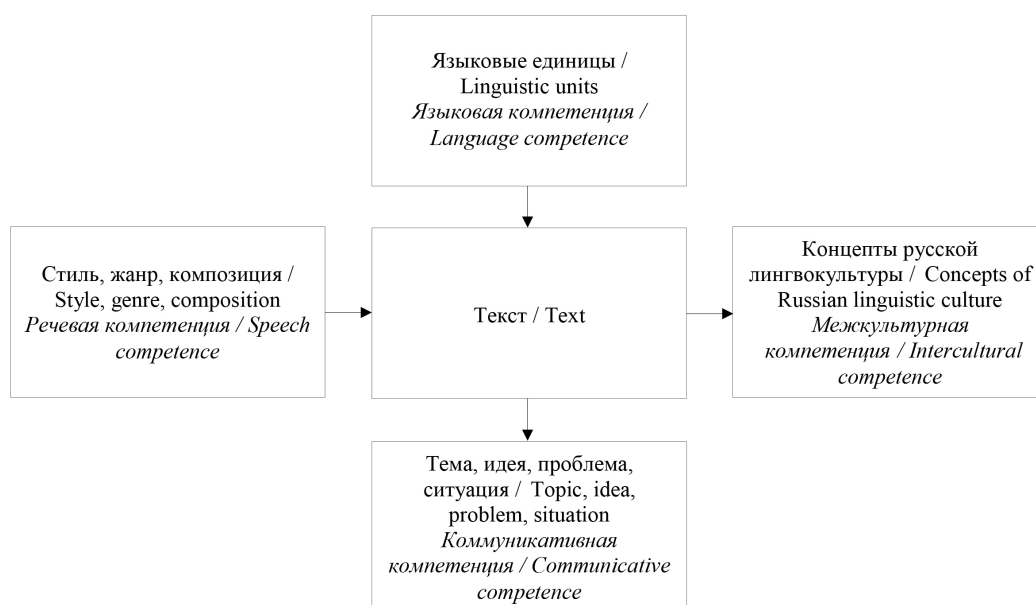 Языковые единицы /
Linguistic units
Языковая компетенция /
Language competence
Стиль, жанр, композиция /
Style, genre, composition
Речевая компетенция / Speech
competence
Текст / Text
Концепты русской
лингвокультуры / Concepts of
Russian linguistic culture
Межкультурная
компетенция / Intercultural
competence
Тема, идея, проблема,
ситуация / Topic, idea,
problem, situation
Коммуникативная
компетенция / Communicative
competence